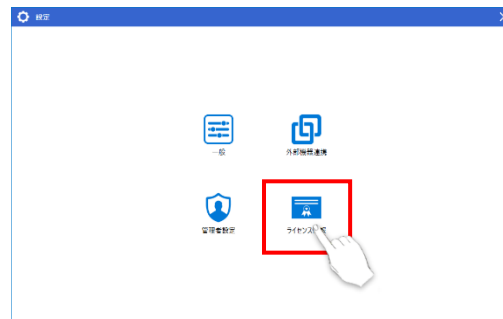 設定
一般
外部機器連携
管理者設定
ライセンス